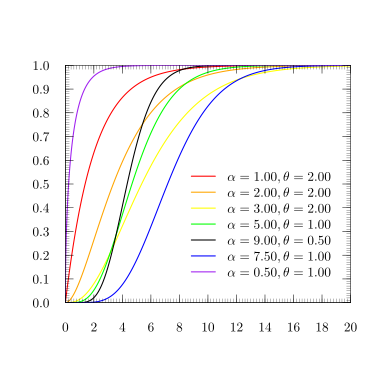 1.0
0.9
0.8
0.7
0.6
0.5
0.4
0.3
0.2
0.1
0.0
α = 1.00, θ = 2.00
α = 2.00, θ = 2.00
α = 3.00, θ = 2.00
α = 5.00, θ = 1.00
α = 9.00, θ = 0.50
α = 7.50, θ = 1.00
α = 0.50, θ = 1.00
0 2 4 6 8 10 12 14 16 18 20